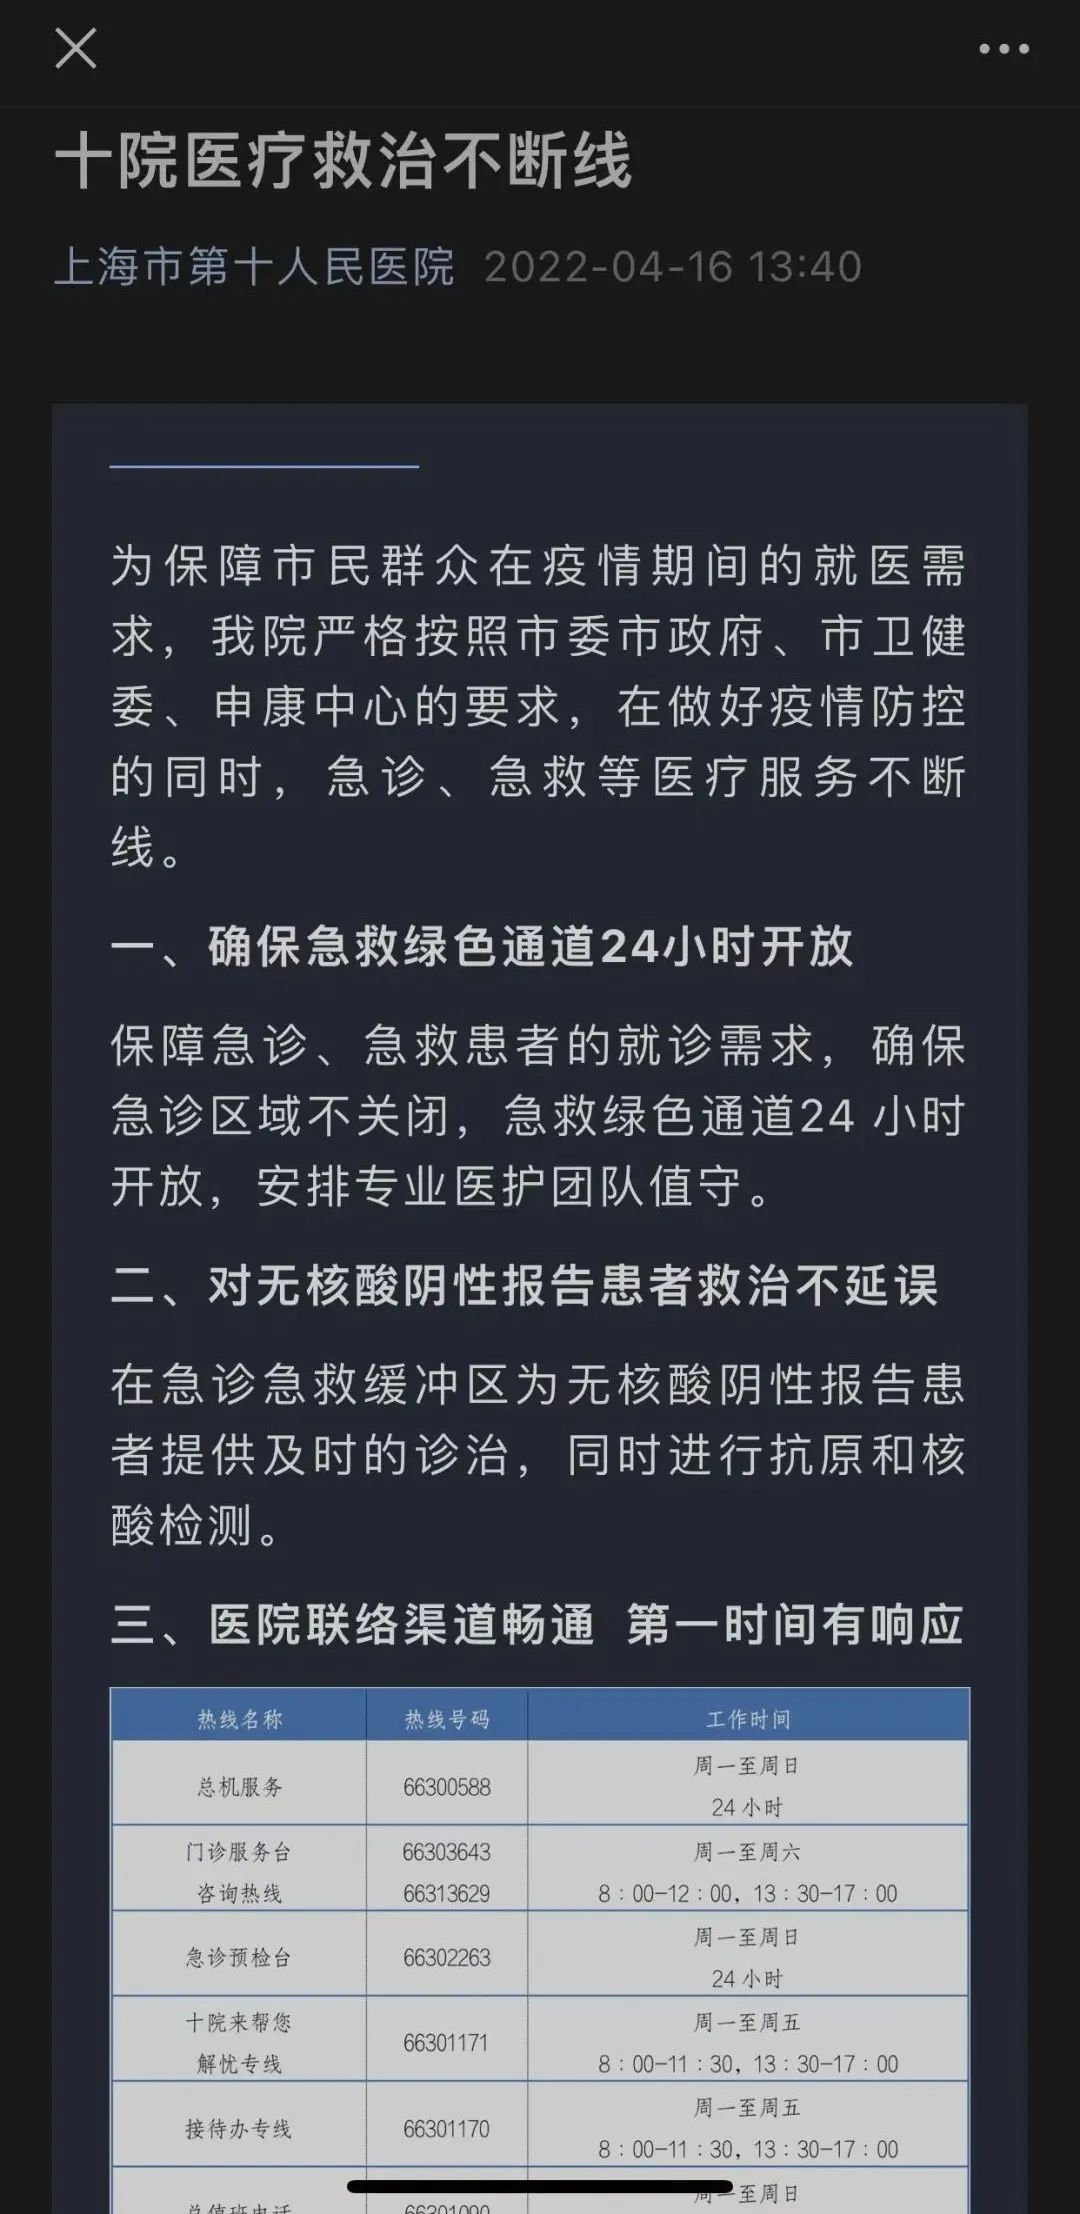 十院医疗救治不断线
上海市第十人民医院 2022-04-16 13:40
为保障市民群众在疫情期间的就医需
求，我院严格按照市委市政府、市卫健
委、申康中心的要求，在做好疫情防控
的同时，急诊、急救等医疗服务不断
线。
一、确保急救绿色通道24小时开放
保障急诊、急救患者的就诊需求，确保
急诊区域不关闭，急救绿色通道24 小时
开放，安排专业医护团队值守。
二、对无核酸阴性报告患者救治不延误
在急诊急救缓冲区为无核酸阴性报告患
者提供及时的诊治，同时进行抗原和核
酸检测。
三、医院联络渠道畅通 第一时间有响应
热线名称 热线号码 工作时间
总机服务 66300588 周一至周日
24 小时
门诊服务台 66303643 周一至周六
咨询热线 66313629 8：00-12：00，13：30-17：00
急诊预检台 66302263 周一至周日
24 小时
十院来帮您 66301171 周一至周五
解忧专线 8：00-11：30，13：30-17：00
接待办专线 66301170 周一至周五
8：00-11：30，13：30-17：00
周一至周日